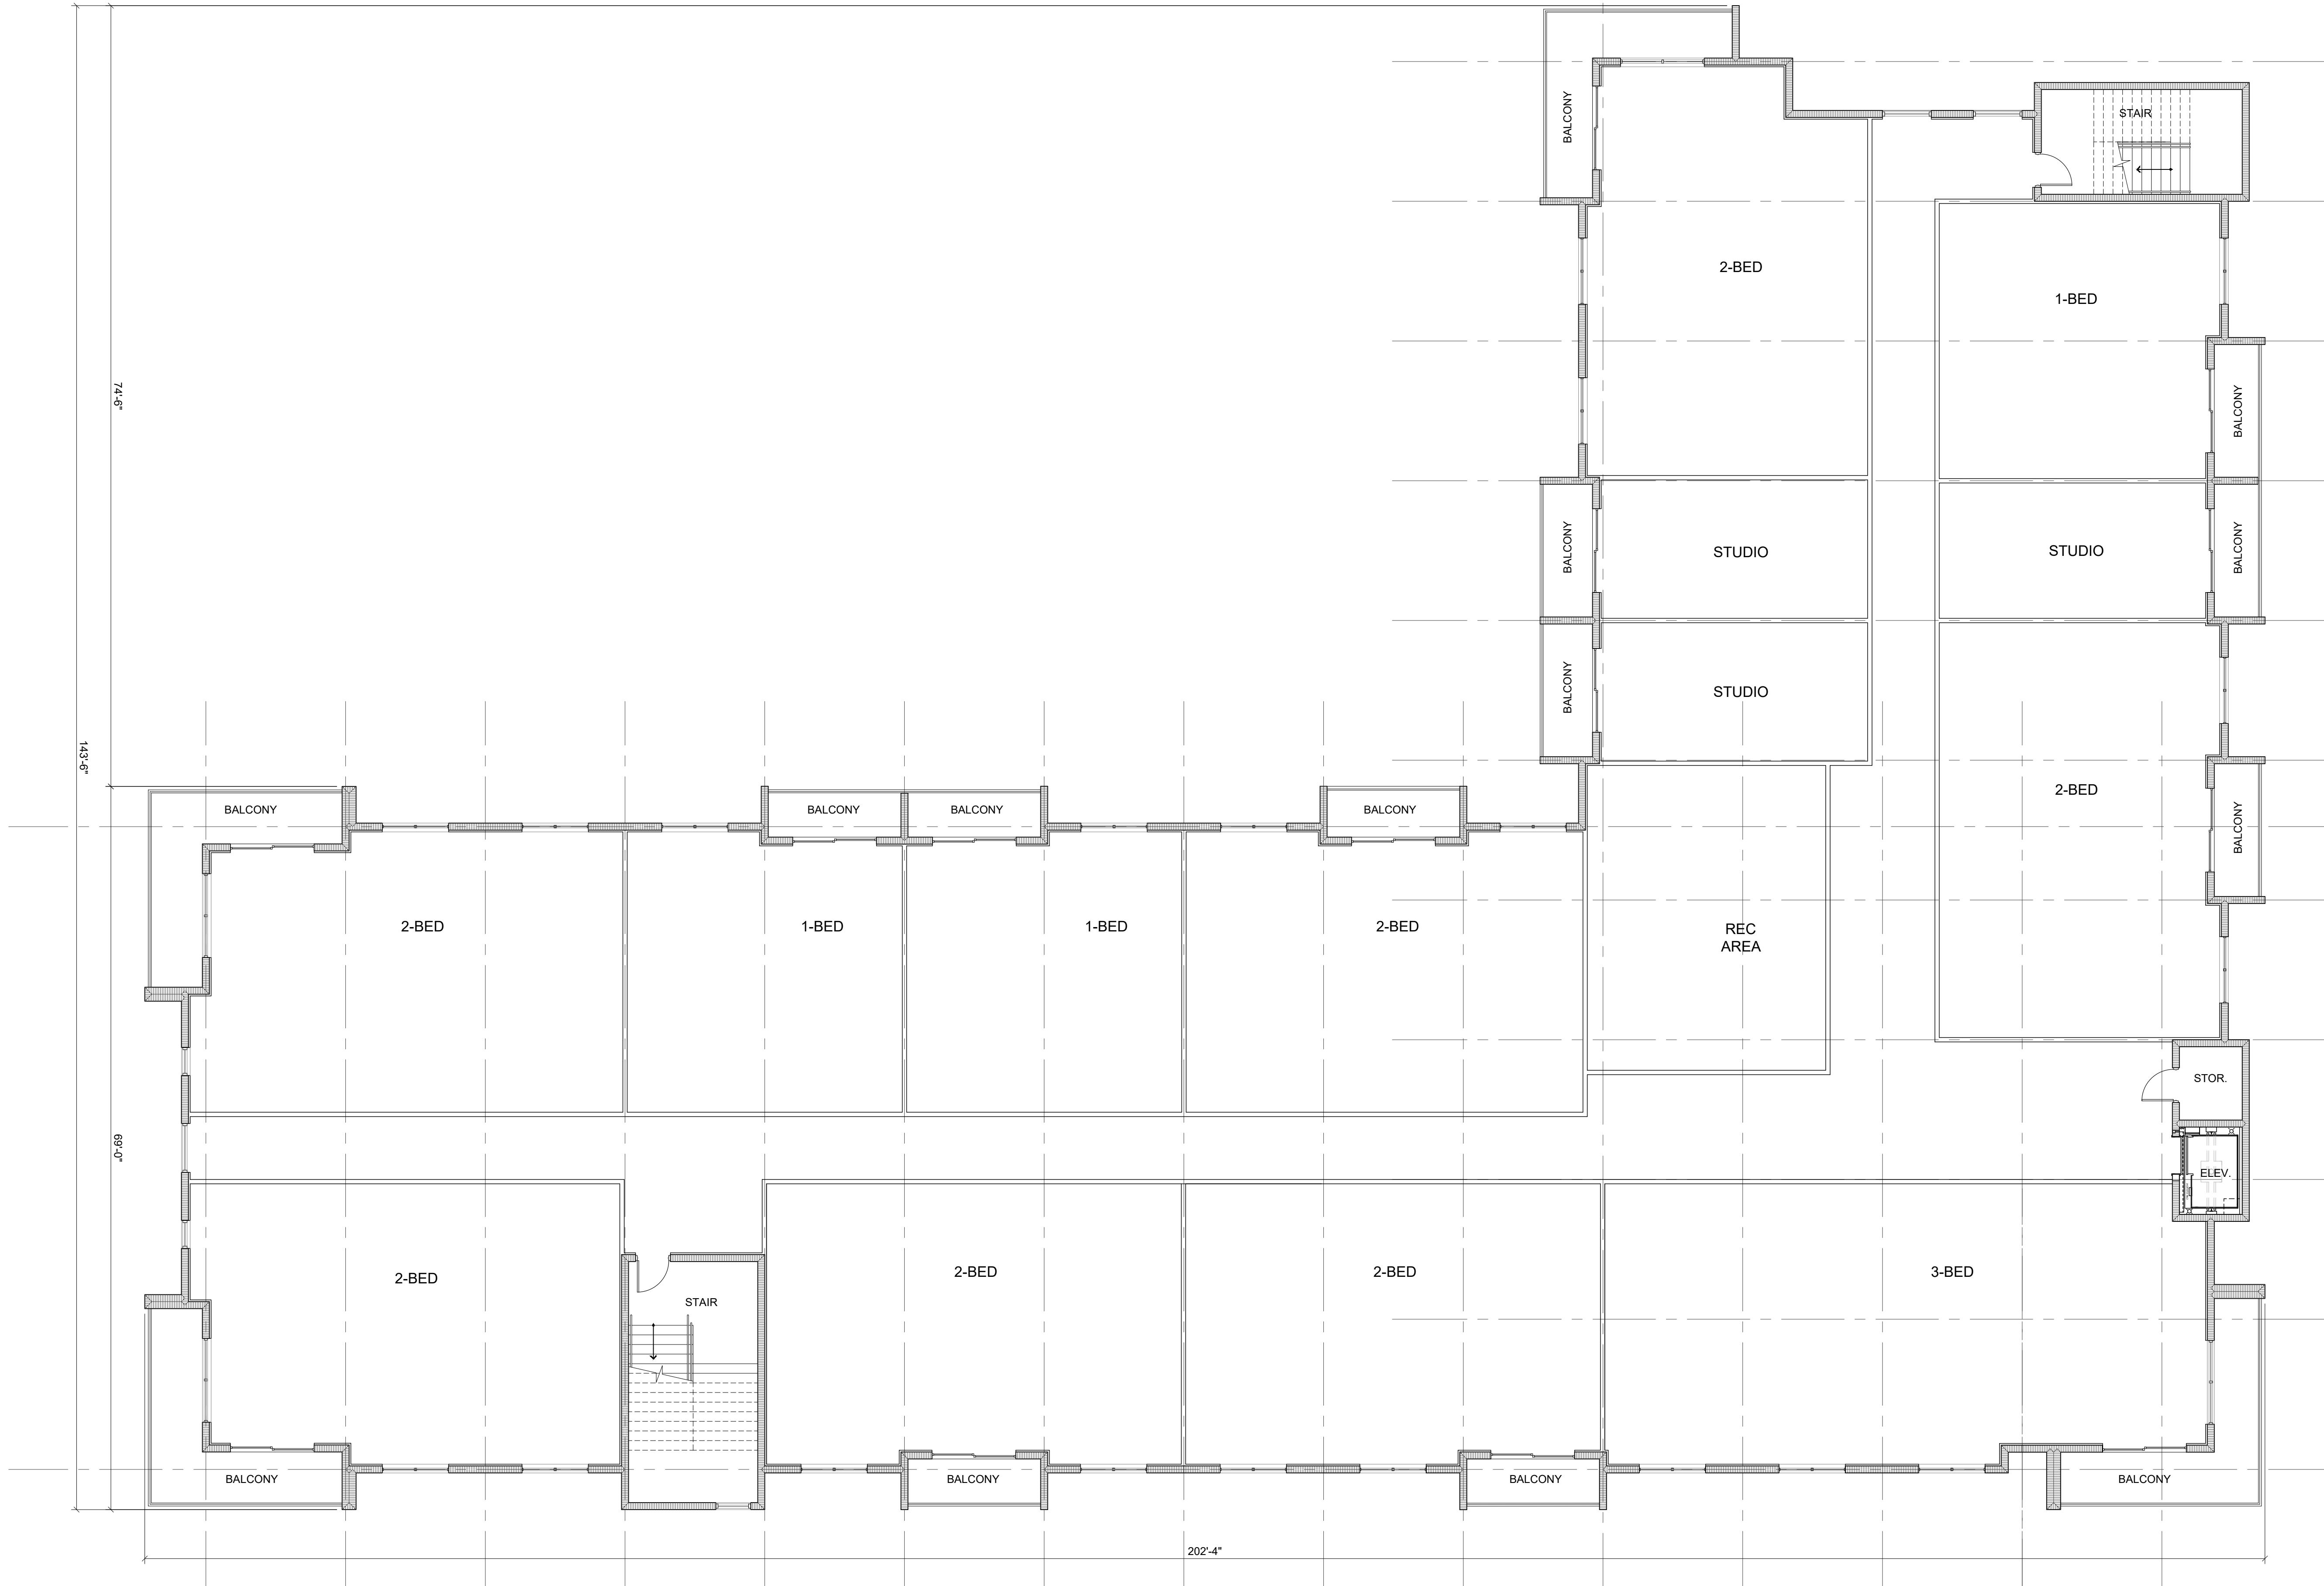 BALCONY
STAIR
2-BED
1-BED
74'-6"
BALCONY
BALCONY
STUDIO
STUDIO
BALCONY
BALCONY
STUDIO
143'-6"
2-BED
BALCONY
BALCONY
BALCONY
BALCONY
BALCONY
2-BED
1-BED
1-BED
2-BED
REC
AREA
STOR.
69'-0"
ELEV.
2-BED
2-BED
2-BED
3-BED
STAIR
BALCONY
BALCONY
BALCONY
BALCONY
202'-4"